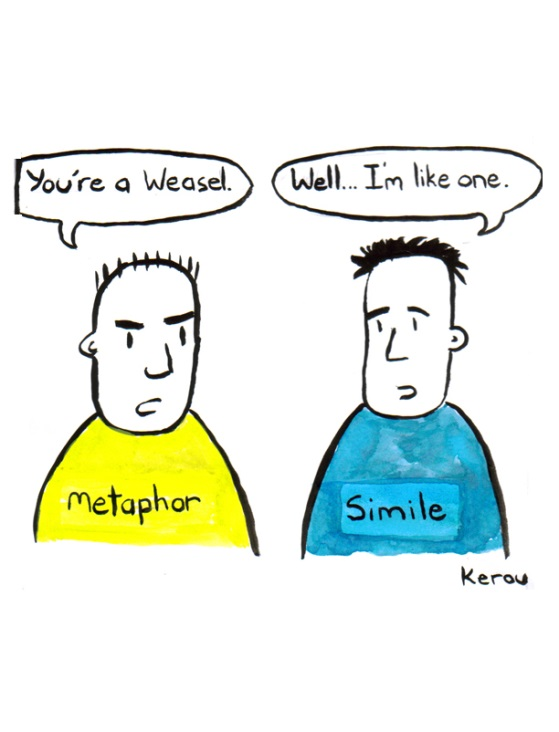 You're a Weasel.
Well... I'm like one.
metaphor
Simile
Kerou